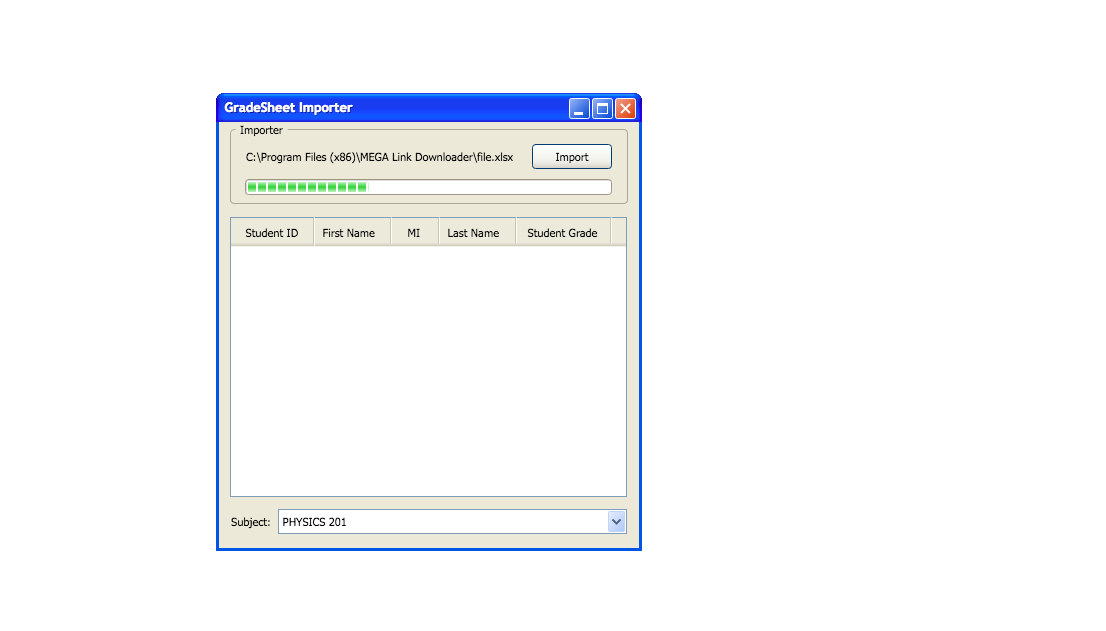 GradeSheet Importer
Importer
C:\Program Files (x86)\MEGA Link Downloader\file.xlsx Import
Student ID First Name MI Last Name Student Grade
Subject: PHYSICS 201